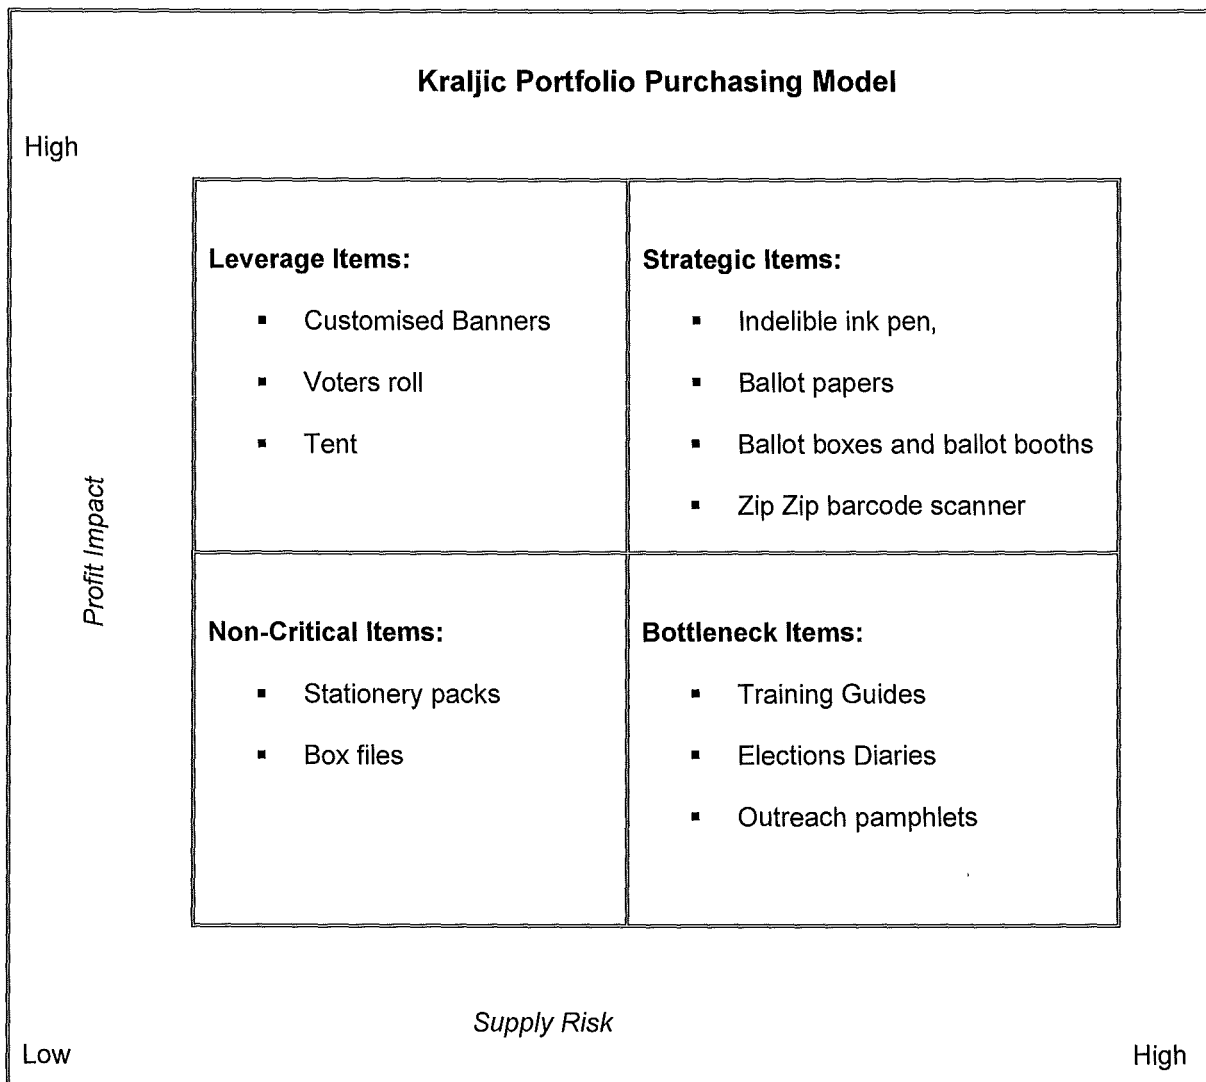 Kraljic Portfolio Purchasing Model
High
Leverage Items:
▪ Customised Banners
▪ Voters roll
▪ Tent
Strategic Items:
▪ Indelible ink pen,
▪ Ballot papers
▪ Ballot boxes and ballot booths
▪ Zip Zip barcode scanner
Profit Impact
Non-Critical Items:
▪ Stationery packs
▪ Box files
Bottleneck Items:
▪ Training Guides
▪ Elections Diaries
▪ Outreach pamphlets
Supply Risk
Low
High